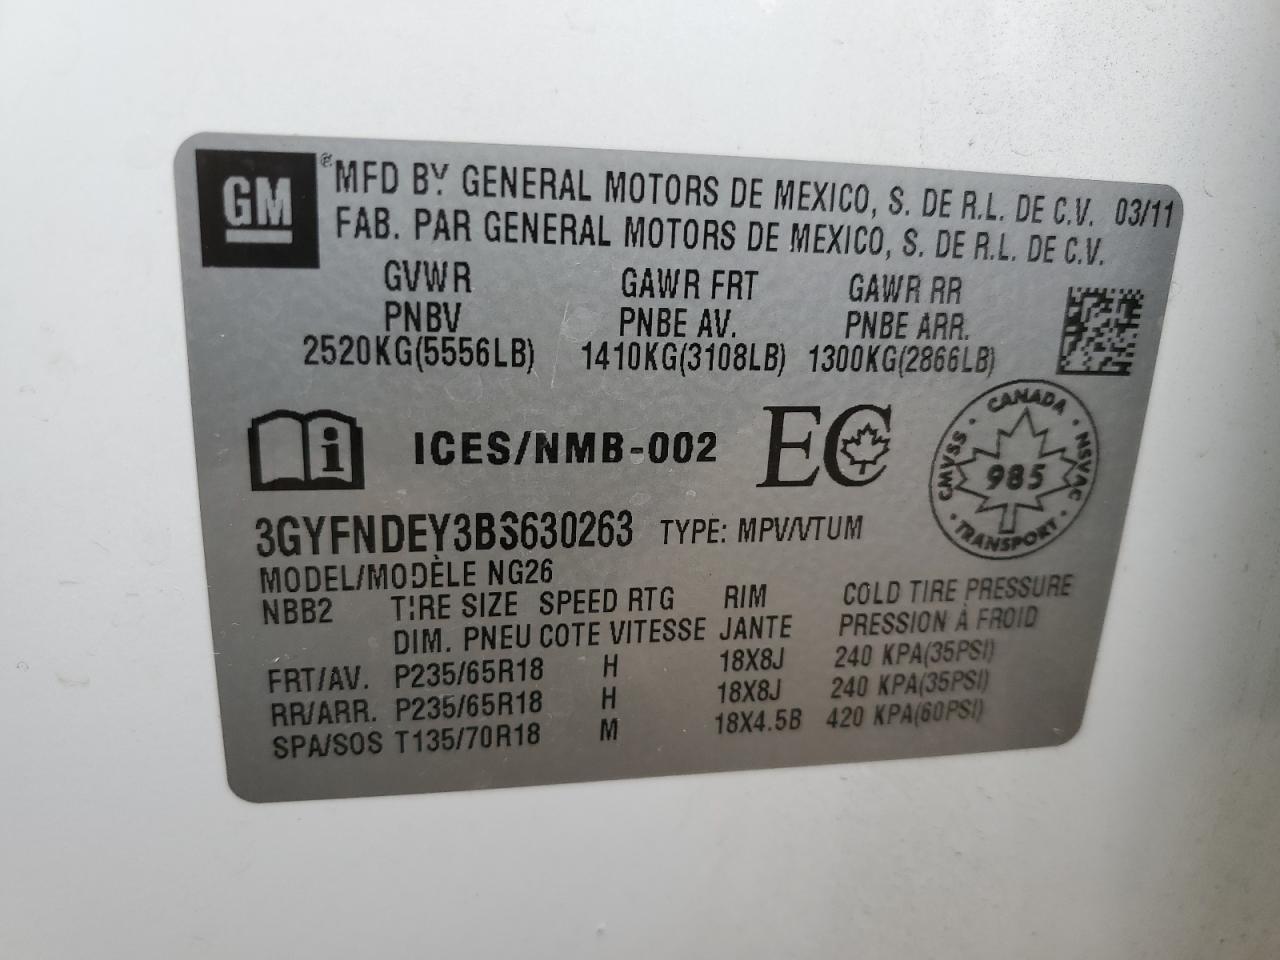 GM ® MFD BY GENERAL MOTORS DE MEXICO, S. DE R.L. DE C.V. 03/11
FAB. PAR GENERAL MOTORS DE MEXICO, S. DE R.L. DE C.V.
GVWR GAWR FRT GAWR RR
PNBV PNBE AV. PNBE ARR.
2520KG(5556LB) 1410KG(3108LB) 1300KG(2866LB)
i ICES/NMB-002 EC
CANADA
CMVSS 985 NSVAC
TRANSPORT
3GYFNDEY3BS630263 TYPE: MPV/VTUM
MODEL/MODÈLE NG26
NBB2 TIRE SIZE SPEED RTG RIM COLD TIRE PRESSURE
DIM. PNEU COTE VITESSE JANTE PRESSION À FROID
FRT/AV. P235/65R18 H 18X8J 240 KPA(35PSI)
RR/ARR. P235/65R18 H 18X8J 240 KPA(35PSI)
SPA/SOS T135/70R18 M 18X4.5B 420 KPA(60PSI)